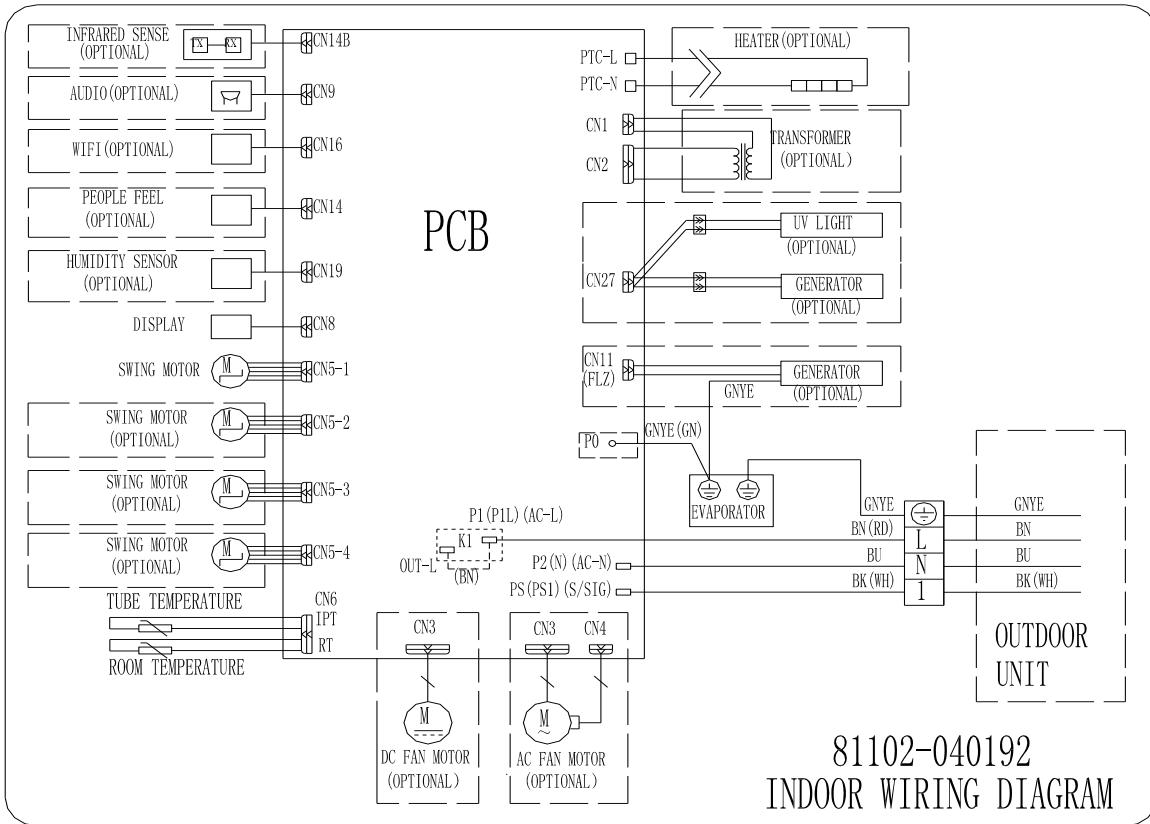 INFRARED SENSE
(OPTIONAL)
TX
RX
CN14B
AUDIO(OPTIONAL)
CN9
WIFI(OPTIONAL)
CN16
PEOPLE FEEL
(OPTIONAL)
CN14
HUMIDITY SENSOR
(OPTIONAL)
CN19
DISPLAY
CN8
SWING MOTOR
M
CN5-1
SWING MOTOR
(OPTIONAL)
M
CN5-2
SWING MOTOR
(OPTIONAL)
M
CN5-3
SWING MOTOR
(OPTIONAL)
M
CN5-4
TUBE TEMPERATURE
CN6
IPT
RT
ROOM TEMPERATURE
PCB
PTC-L
PTC-N
HEATER(OPTIONAL)
CN1
CN2
TRANSFORMER
(OPTIONAL)
CN27
UV LIGHT
(OPTIONAL)
GENERATOR
(OPTIONAL)
CN11
(FLZ)
GENERATOR
(OPTIONAL)
GNYE
P0
GNYE(GN)
EVAPORATOR
P1(P1L)(AC-L)
K1
OUT-L
(BN)
P2(N)(AC-N)
PS(PS1)(S/SIG)
GNYE
BN(RD)
BU
BK(WH)
L
N
1
GNYE
BN
BU
BK(WH)
OUTDOOR
UNIT
CN3
M
DC FAN MOTOR
(OPTIONAL)
CN3
CN4
M
~
AC FAN MOTOR
(OPTIONAL)
81102-040192
INDOOR WIRING DIAGRAM